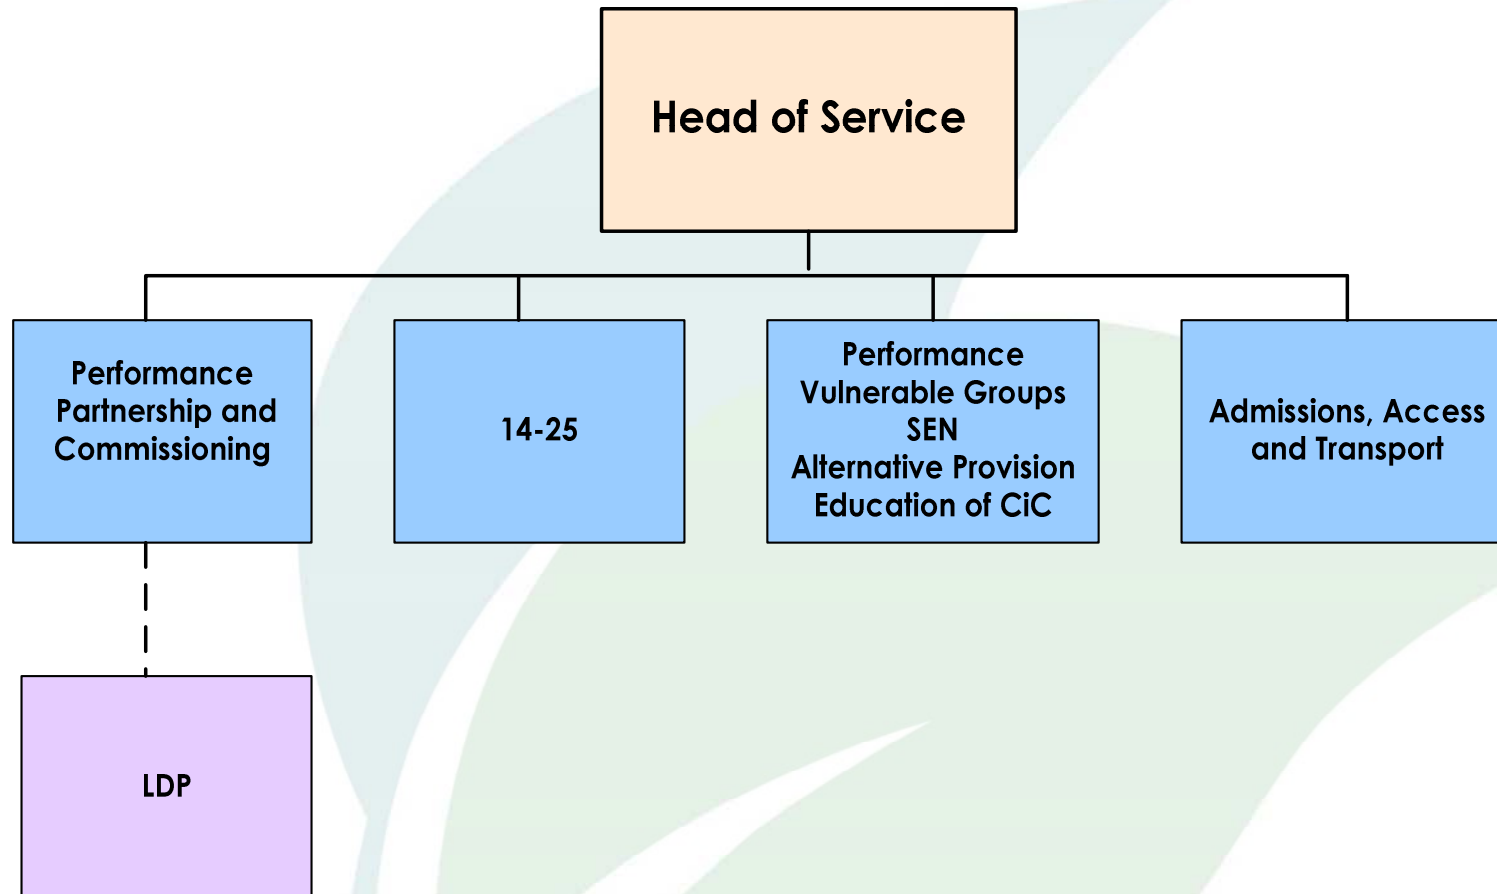 Head of Service
Performance
Partnership and
Commissioning
14-25
Performance
Vulnerable Groups
SEN
Alternative Provision
Education of CiC
Admissions, Access
and Transport
LDP